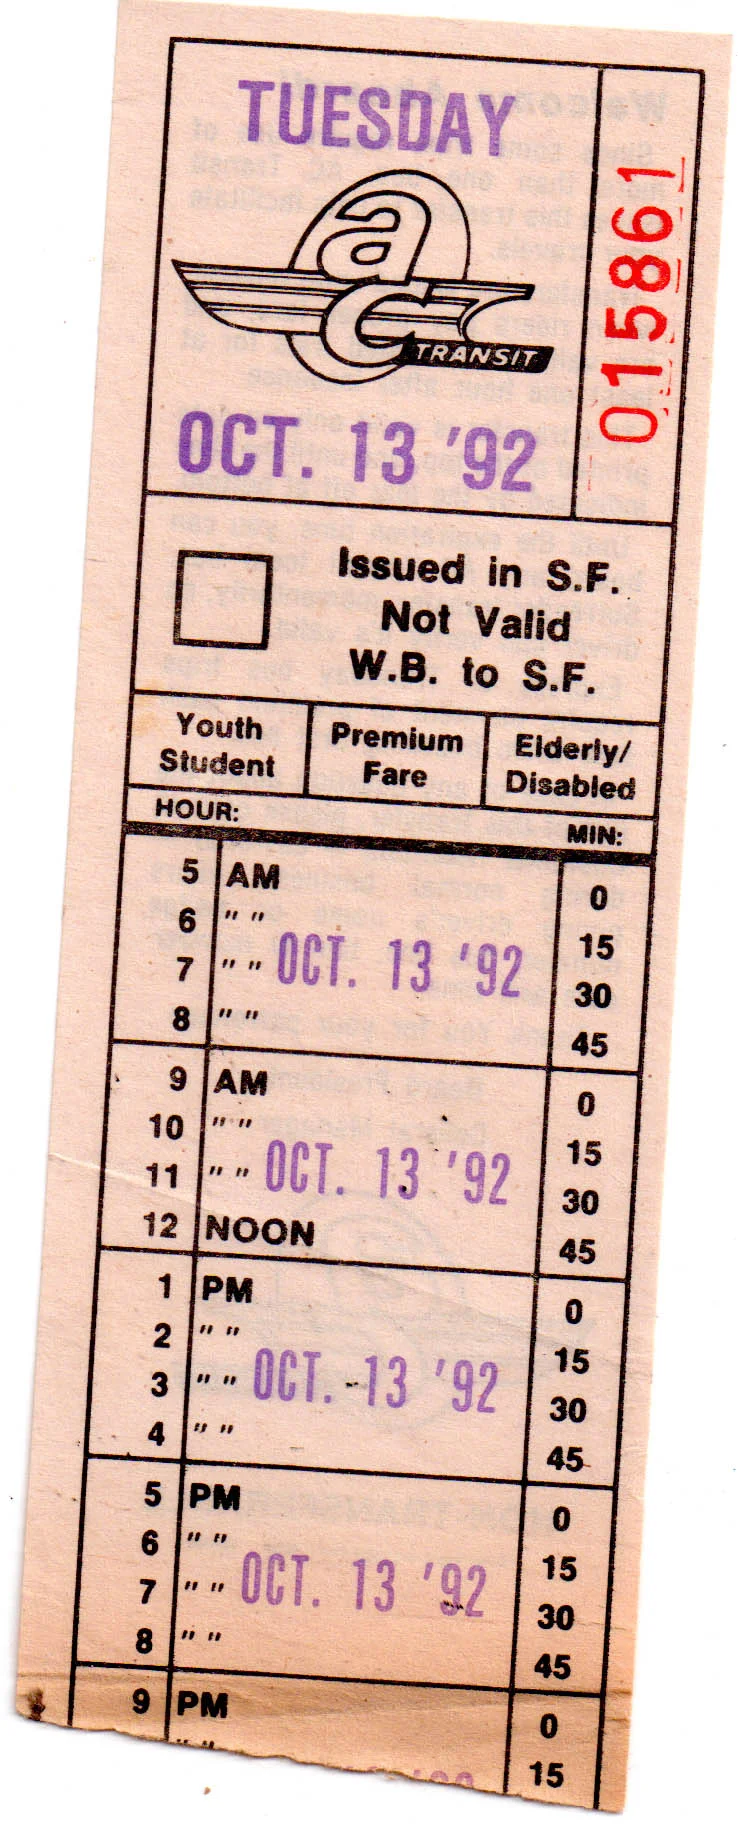 TUESDAY
015861
ac
TRANSIT
OCT. 13 '92
Issued in S.F.
Not Valid
W.B. to S.F.
Youth
Student
Premium
Fare
Elderly/
Disabled
HOUR:
MIN:
5 AM 0
6 " " 15
7 " " OCT. 13 '92 30
8 " " 45
9 AM 0
10 " " 15
11 " " OCT. 13 '92 30
12 NOON 45
1 PM 0
2 " " 15
3 " " OCT. 13 '92 30
4 " " 45
5 PM 0
6 " " 15
7 " " OCT. 13 '92 30
8 " " 45
9 PM 0
" " 15